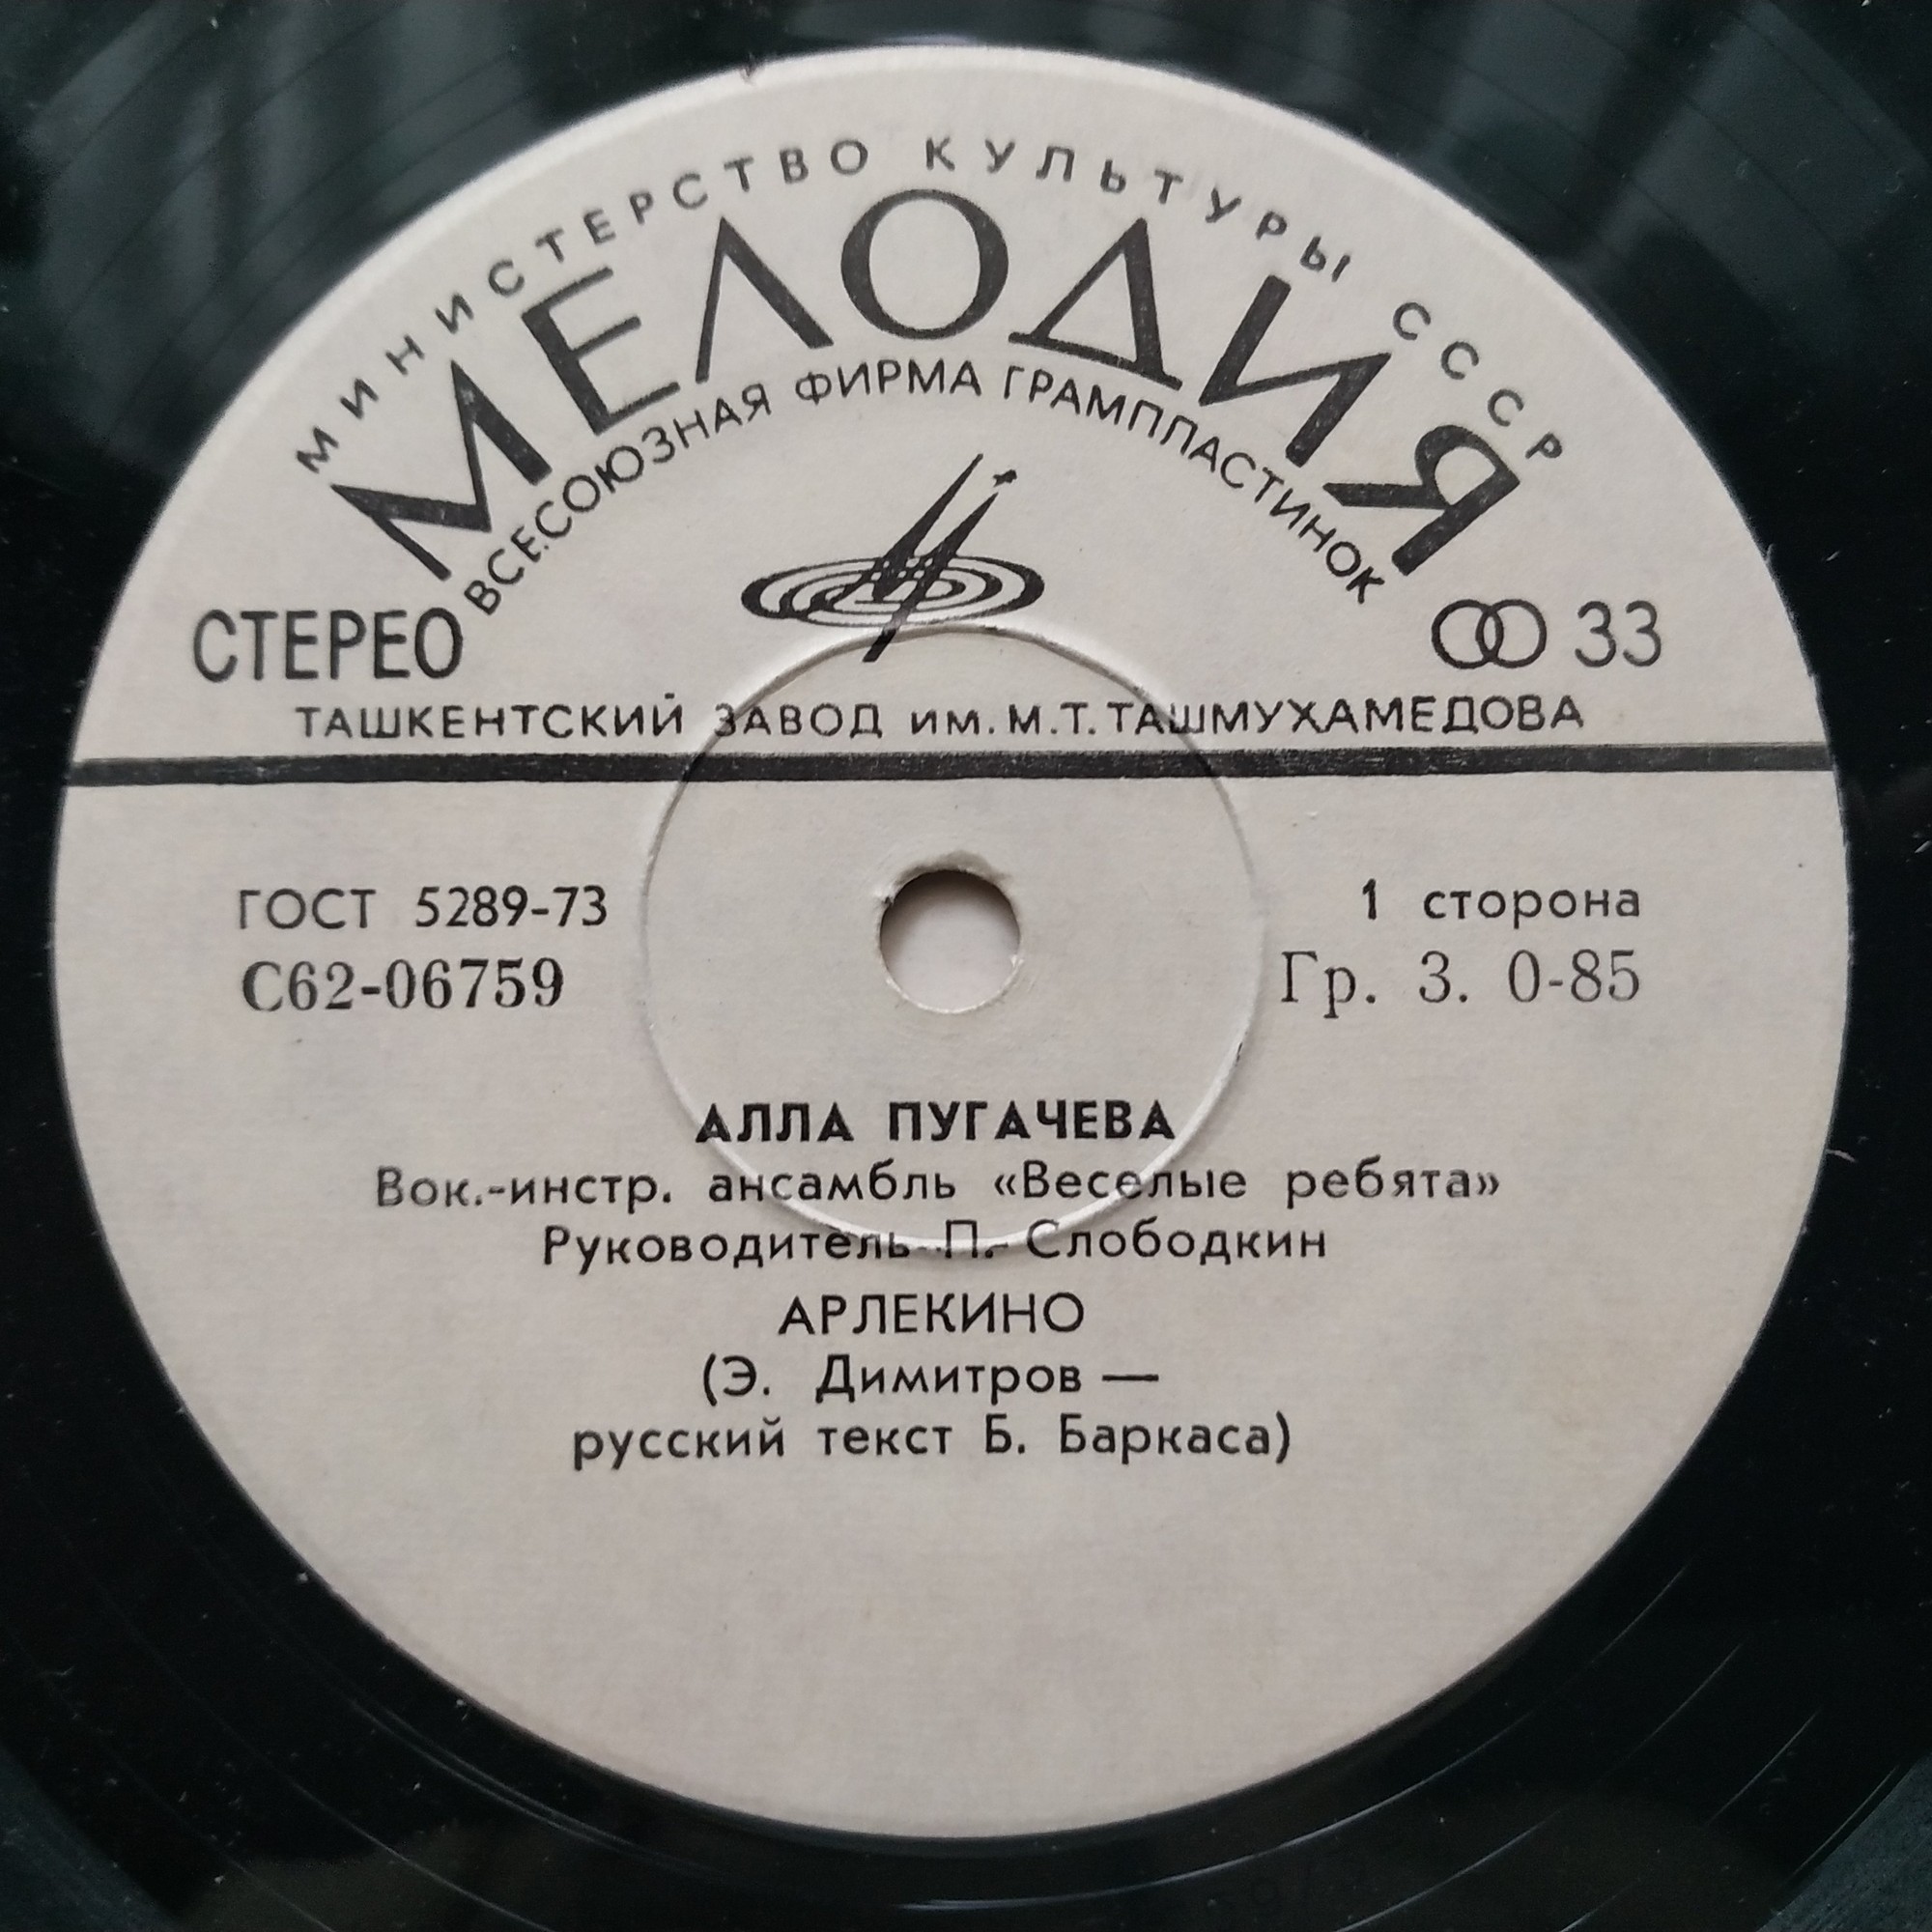 МИНИСТЕРСТВО КУЛЬТУРЫ СССР
МЕЛОДИЯ
ВСЕСОЮЗНАЯ ФИРМА ГРАМПЛАСТИНОК
СТЕРЕО
33
ТАШКЕНТСКИЙ ЗАВОД им. М.Т. ТАШМУХАМЕДОВА
ГОСТ 5289-73
1 сторона
С62-06759
Гр. 3. 0-85
АЛЛА ПУГАЧЕВА
Вок.-инстр. ансамбль «Веселые ребята»
Руководитель П. Слободкин
АРЛЕКИНО
(Э. Димитров —
русский текст Б. Баркаса)